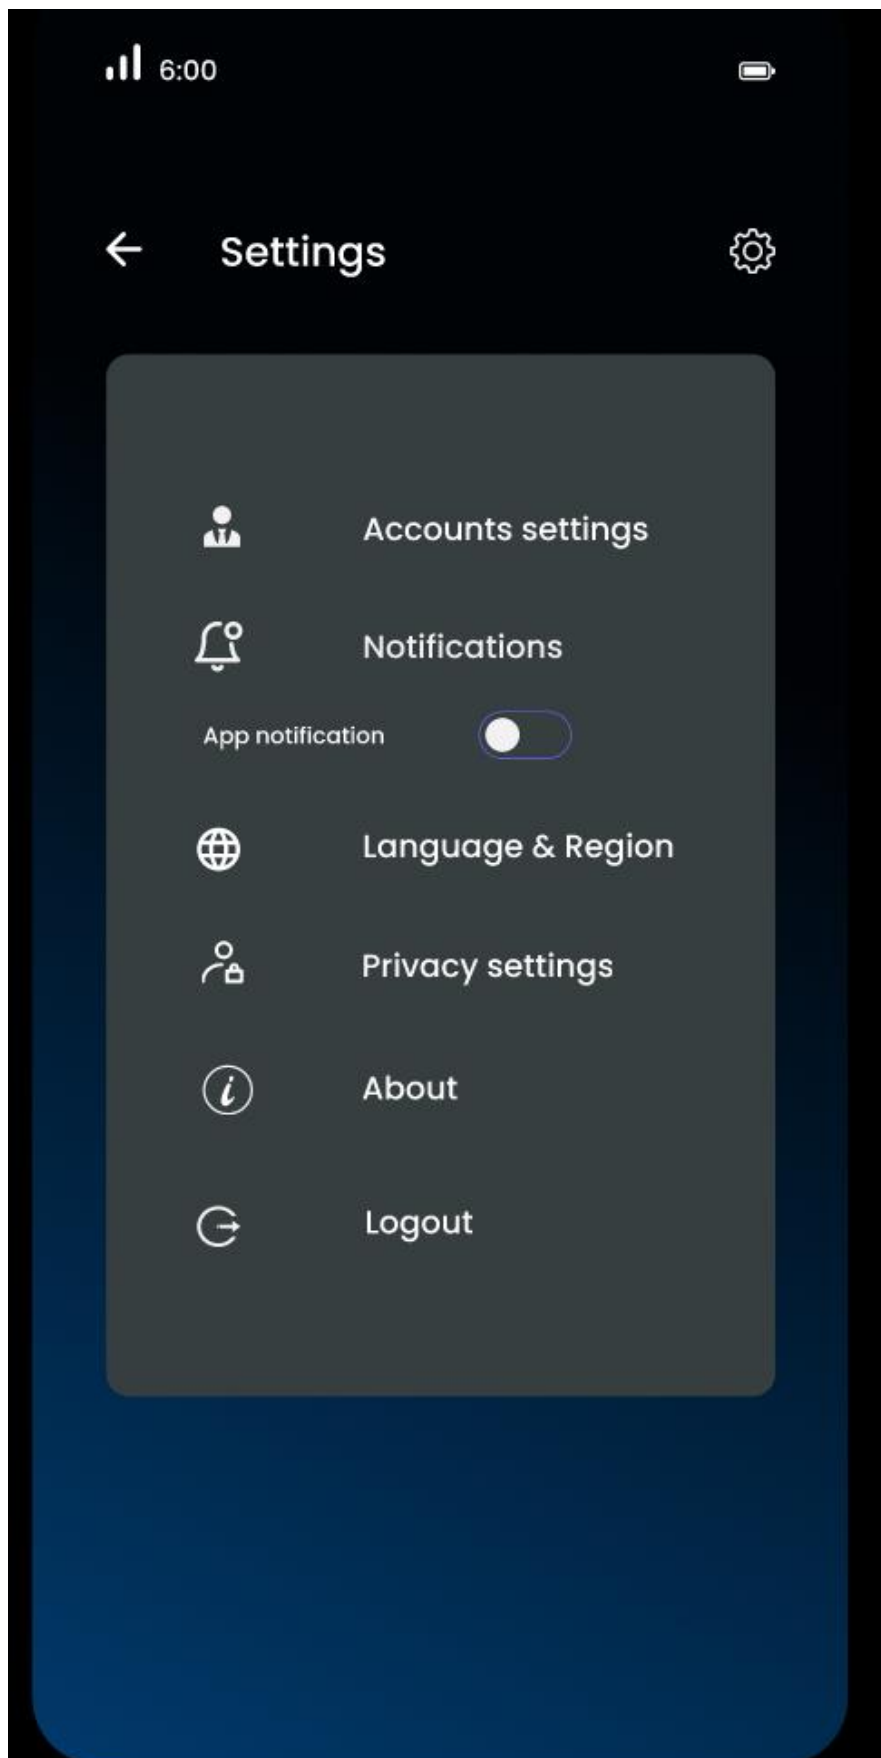 6:00
Settings
Accounts settings
Notifications
App notification
Language & Region
Privacy settings
About
Logout